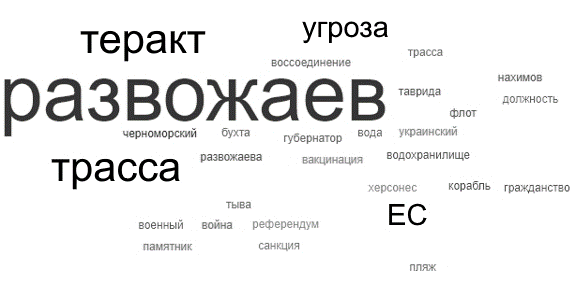 угроза
теракт
трасса
воссоединение
нахимов
развожаев
таврида
должность
флот
черноморский бухта губернатор вода украинский
трасса
развожаева вакцинация водохранилище
херсонес корабль гражданство
тыва
ЕС
военный война референдум
памятник санкция
пляж